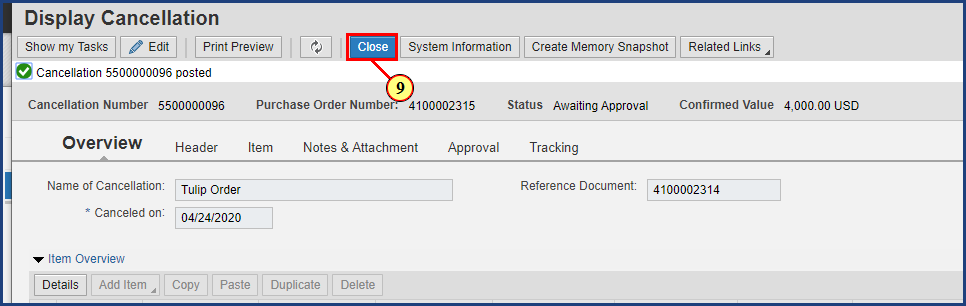 Display Cancellation
Show my Tasks Edit Print Preview Close System Information Create Memory Snapshot Related Links
Cancellation 5500000096 posted
9
Cancellation Number 5500000096 Purchase Order Number: 4100002315 Status Awaiting Approval Confirmed Value 4,000.00 USD
Overview Header Item Notes & Attachment Approval Tracking
Name of Cancellation: Tulip Order Reference Document: 4100002314
* Canceled on: 04/24/2020
Item Overview
Details Add Item Copy Paste Duplicate Delete